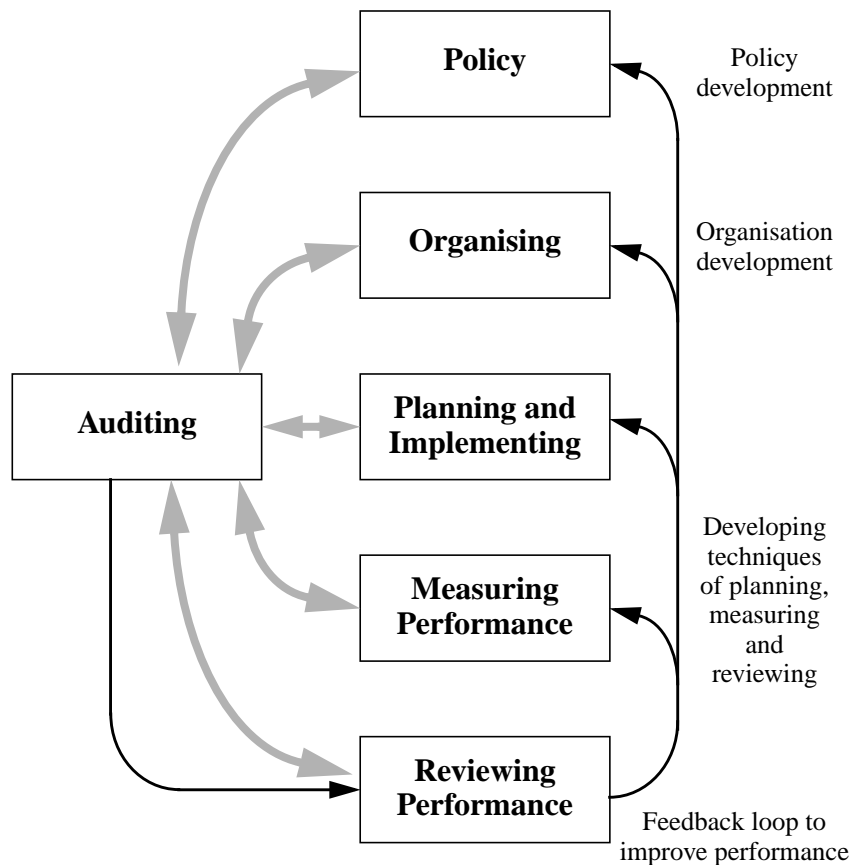 Policy
Policy
development
Organising
Organisation
development
Auditing
Planning and
Implementing
Developing
techniques
of planning,
measuring
and
reviewing
Measuring
Performance
Reviewing
Performance
Feedback loop to
improve performance